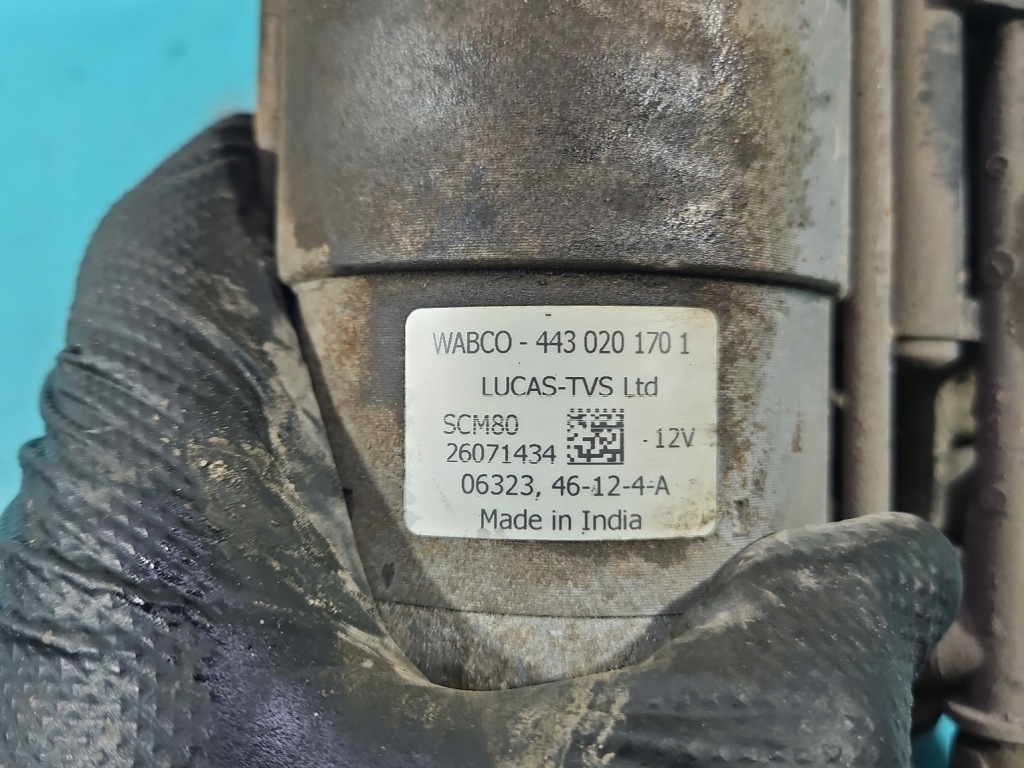 WABCO - 443 020 170 1
LUCAS-TVS Ltd
SCM80
26071434
- 12V
06323, 46-12-4-A
Made in India